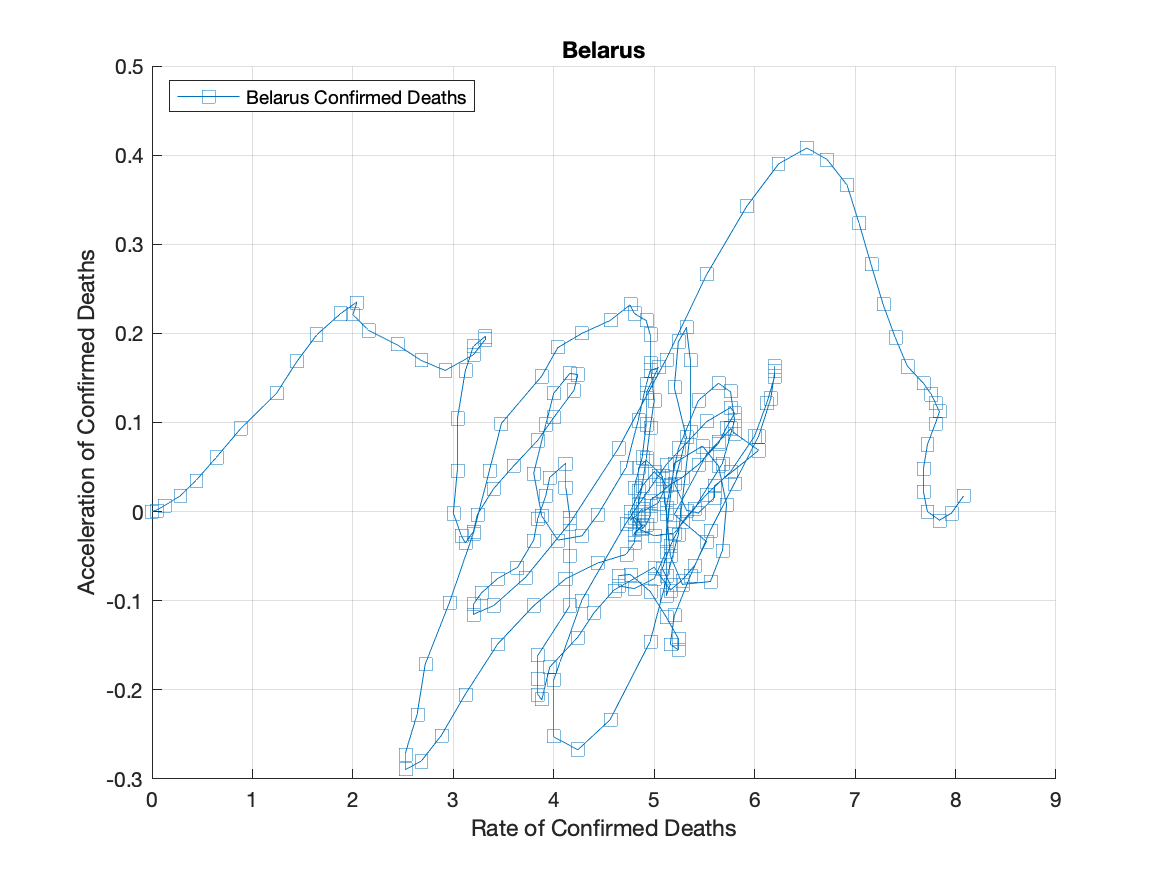 Belarus
0.5
0.4
0.3
0.2
0.1
0
-0.1
-0.2
-0.3
Belarus Confirmed Deaths
Acceleration of Confirmed Deaths
0 1 2 3 4 5 6 7 8 9
Rate of Confirmed Deaths